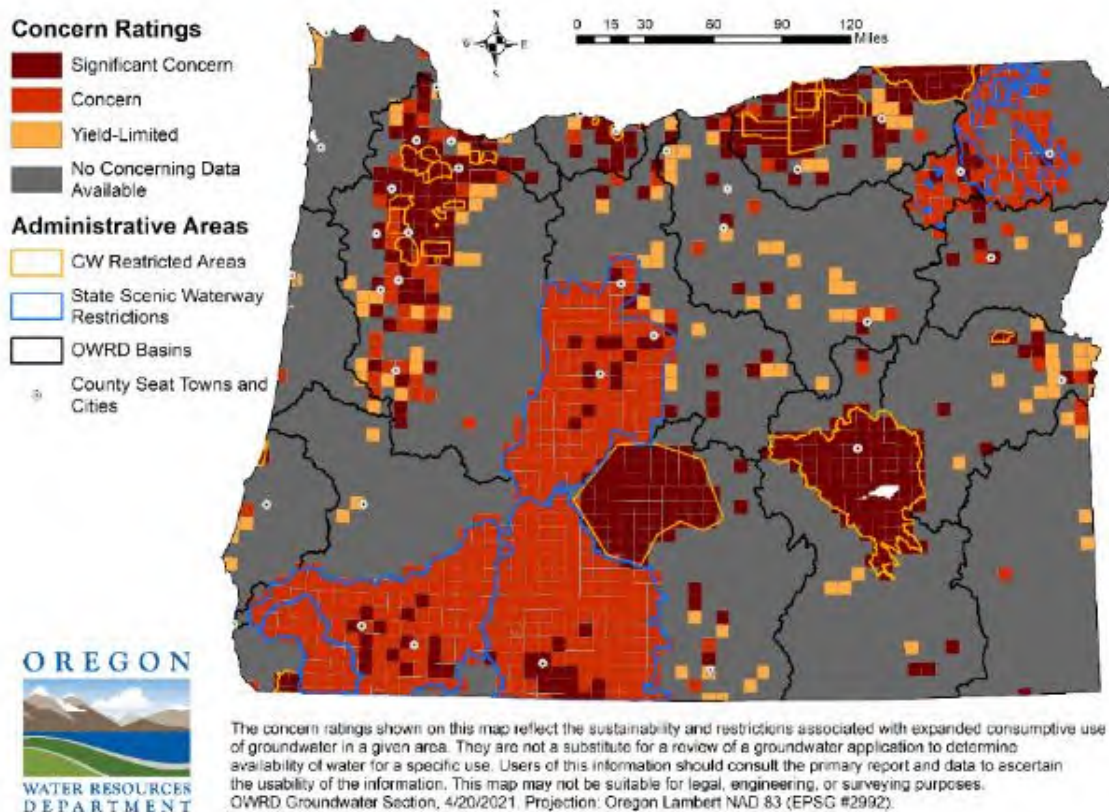 Concern Ratings
Significant Concern
Concern
Yield-Limited
No Concerning Data
Available
Administrative Areas
GW Restricted Areas
State Scenic Waterway
Restrictions
OWRD Basins
County Seat Towns and
Cities
N
E
S
0 15 30 60 90 120
Miles
OREGON
WATER RESOURCES
DEPARTMENT
The concern ratings shown on this map reflect the sustainability and restrictions associated with expanded consumptive use
of groundwater in a given area. They are not a substitute for a review of a groundwater application to determine
availability of water for a specific use. Users of this information should consult the primary report and data to ascertain
the usability of the information. This map may not be suitable for legal, engineering, or surveying purposes.
OWRD Groundwater Section, 4/20/2021. Projection: Oregon Lambert NAD 83 (EPSG #2992).